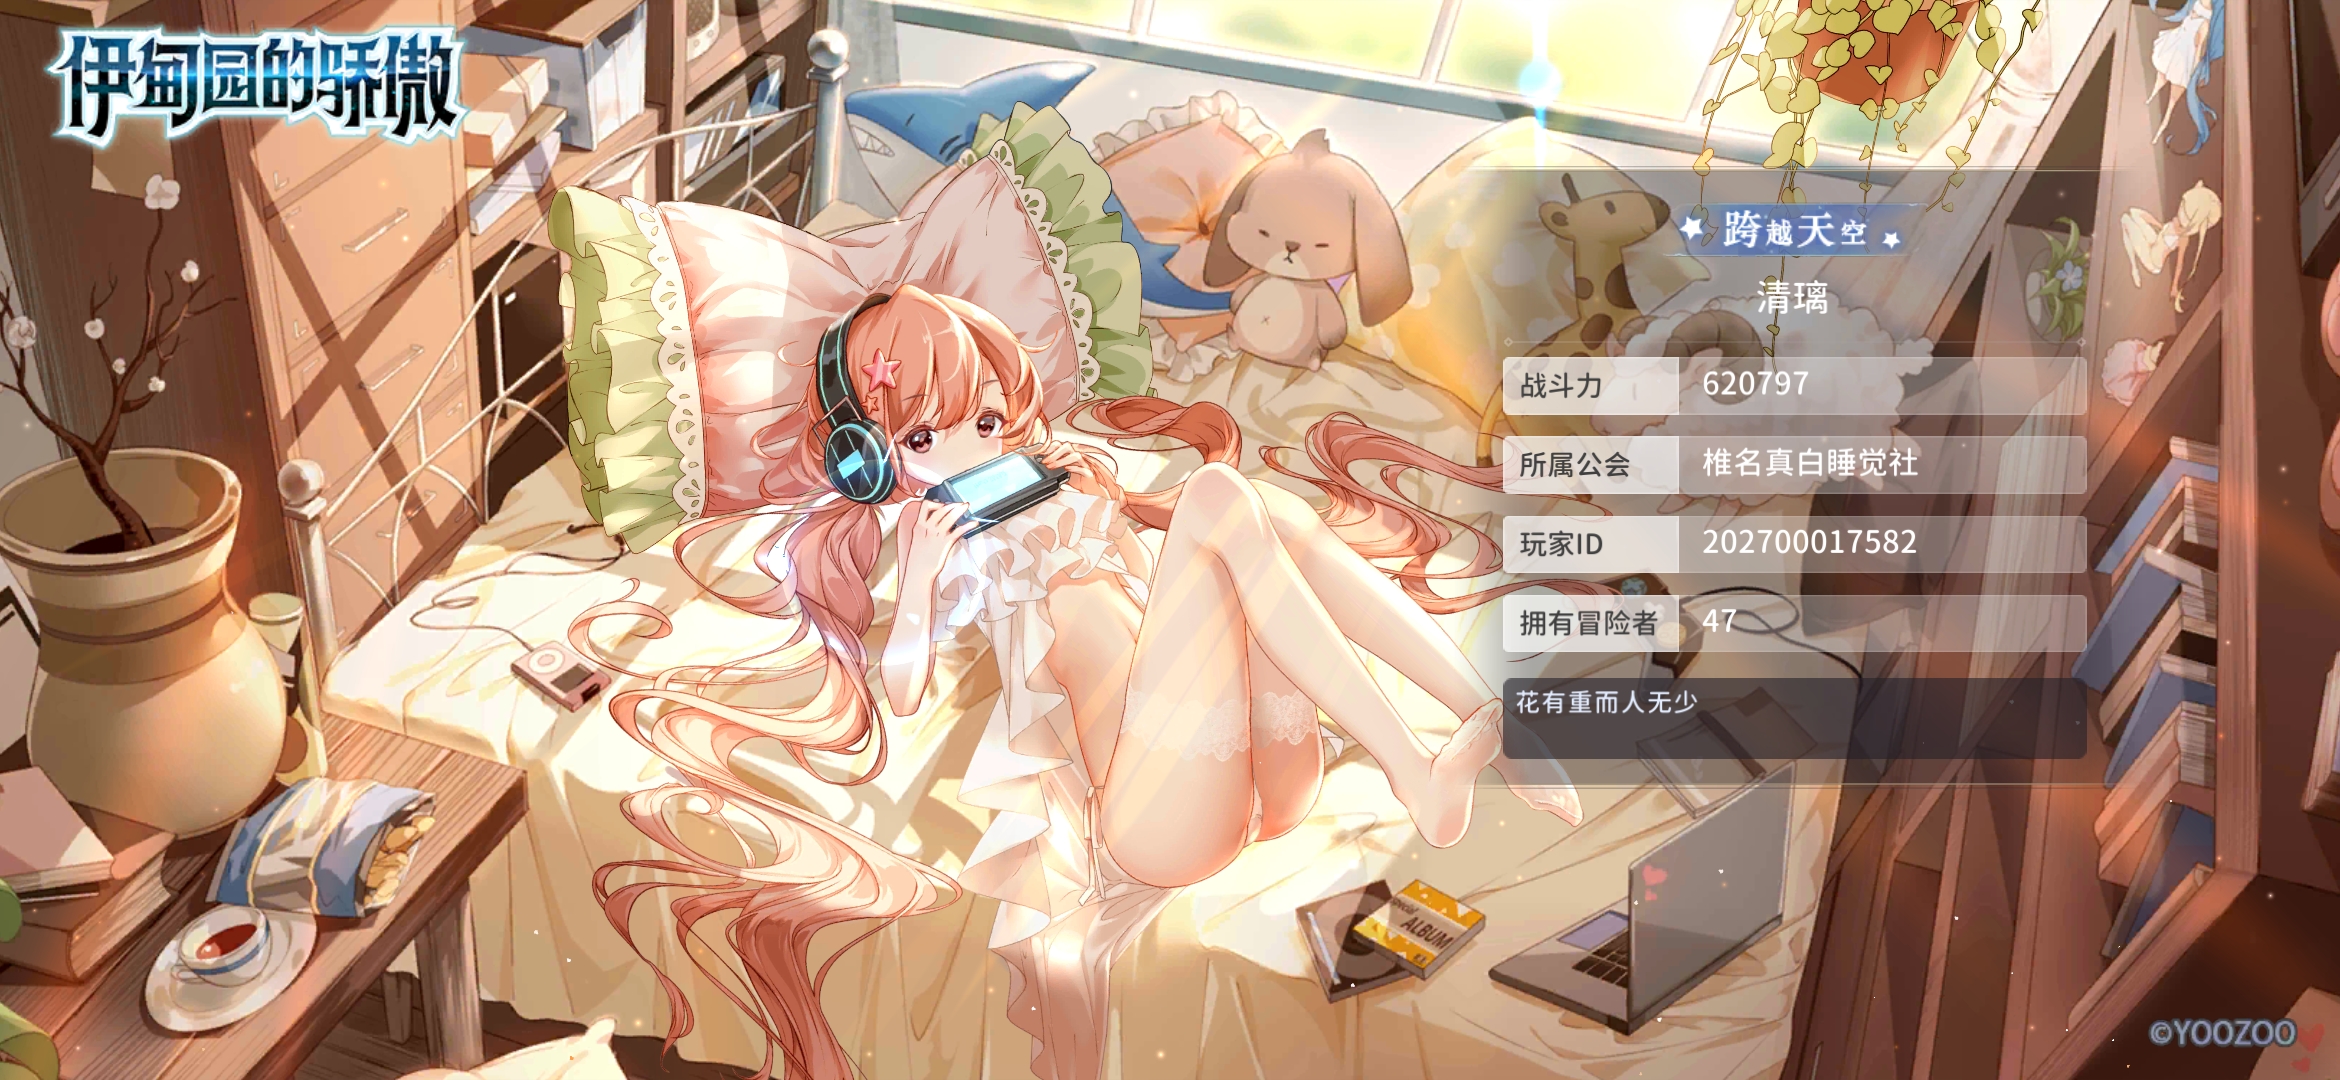 伊甸园的骄傲
跨越天空
清璃
战斗力 620797
所属公会 椎名真白睡觉社
玩家ID 202700017582
拥有冒险者 47
花有重而人无少
ALBUM
©YOOZOO